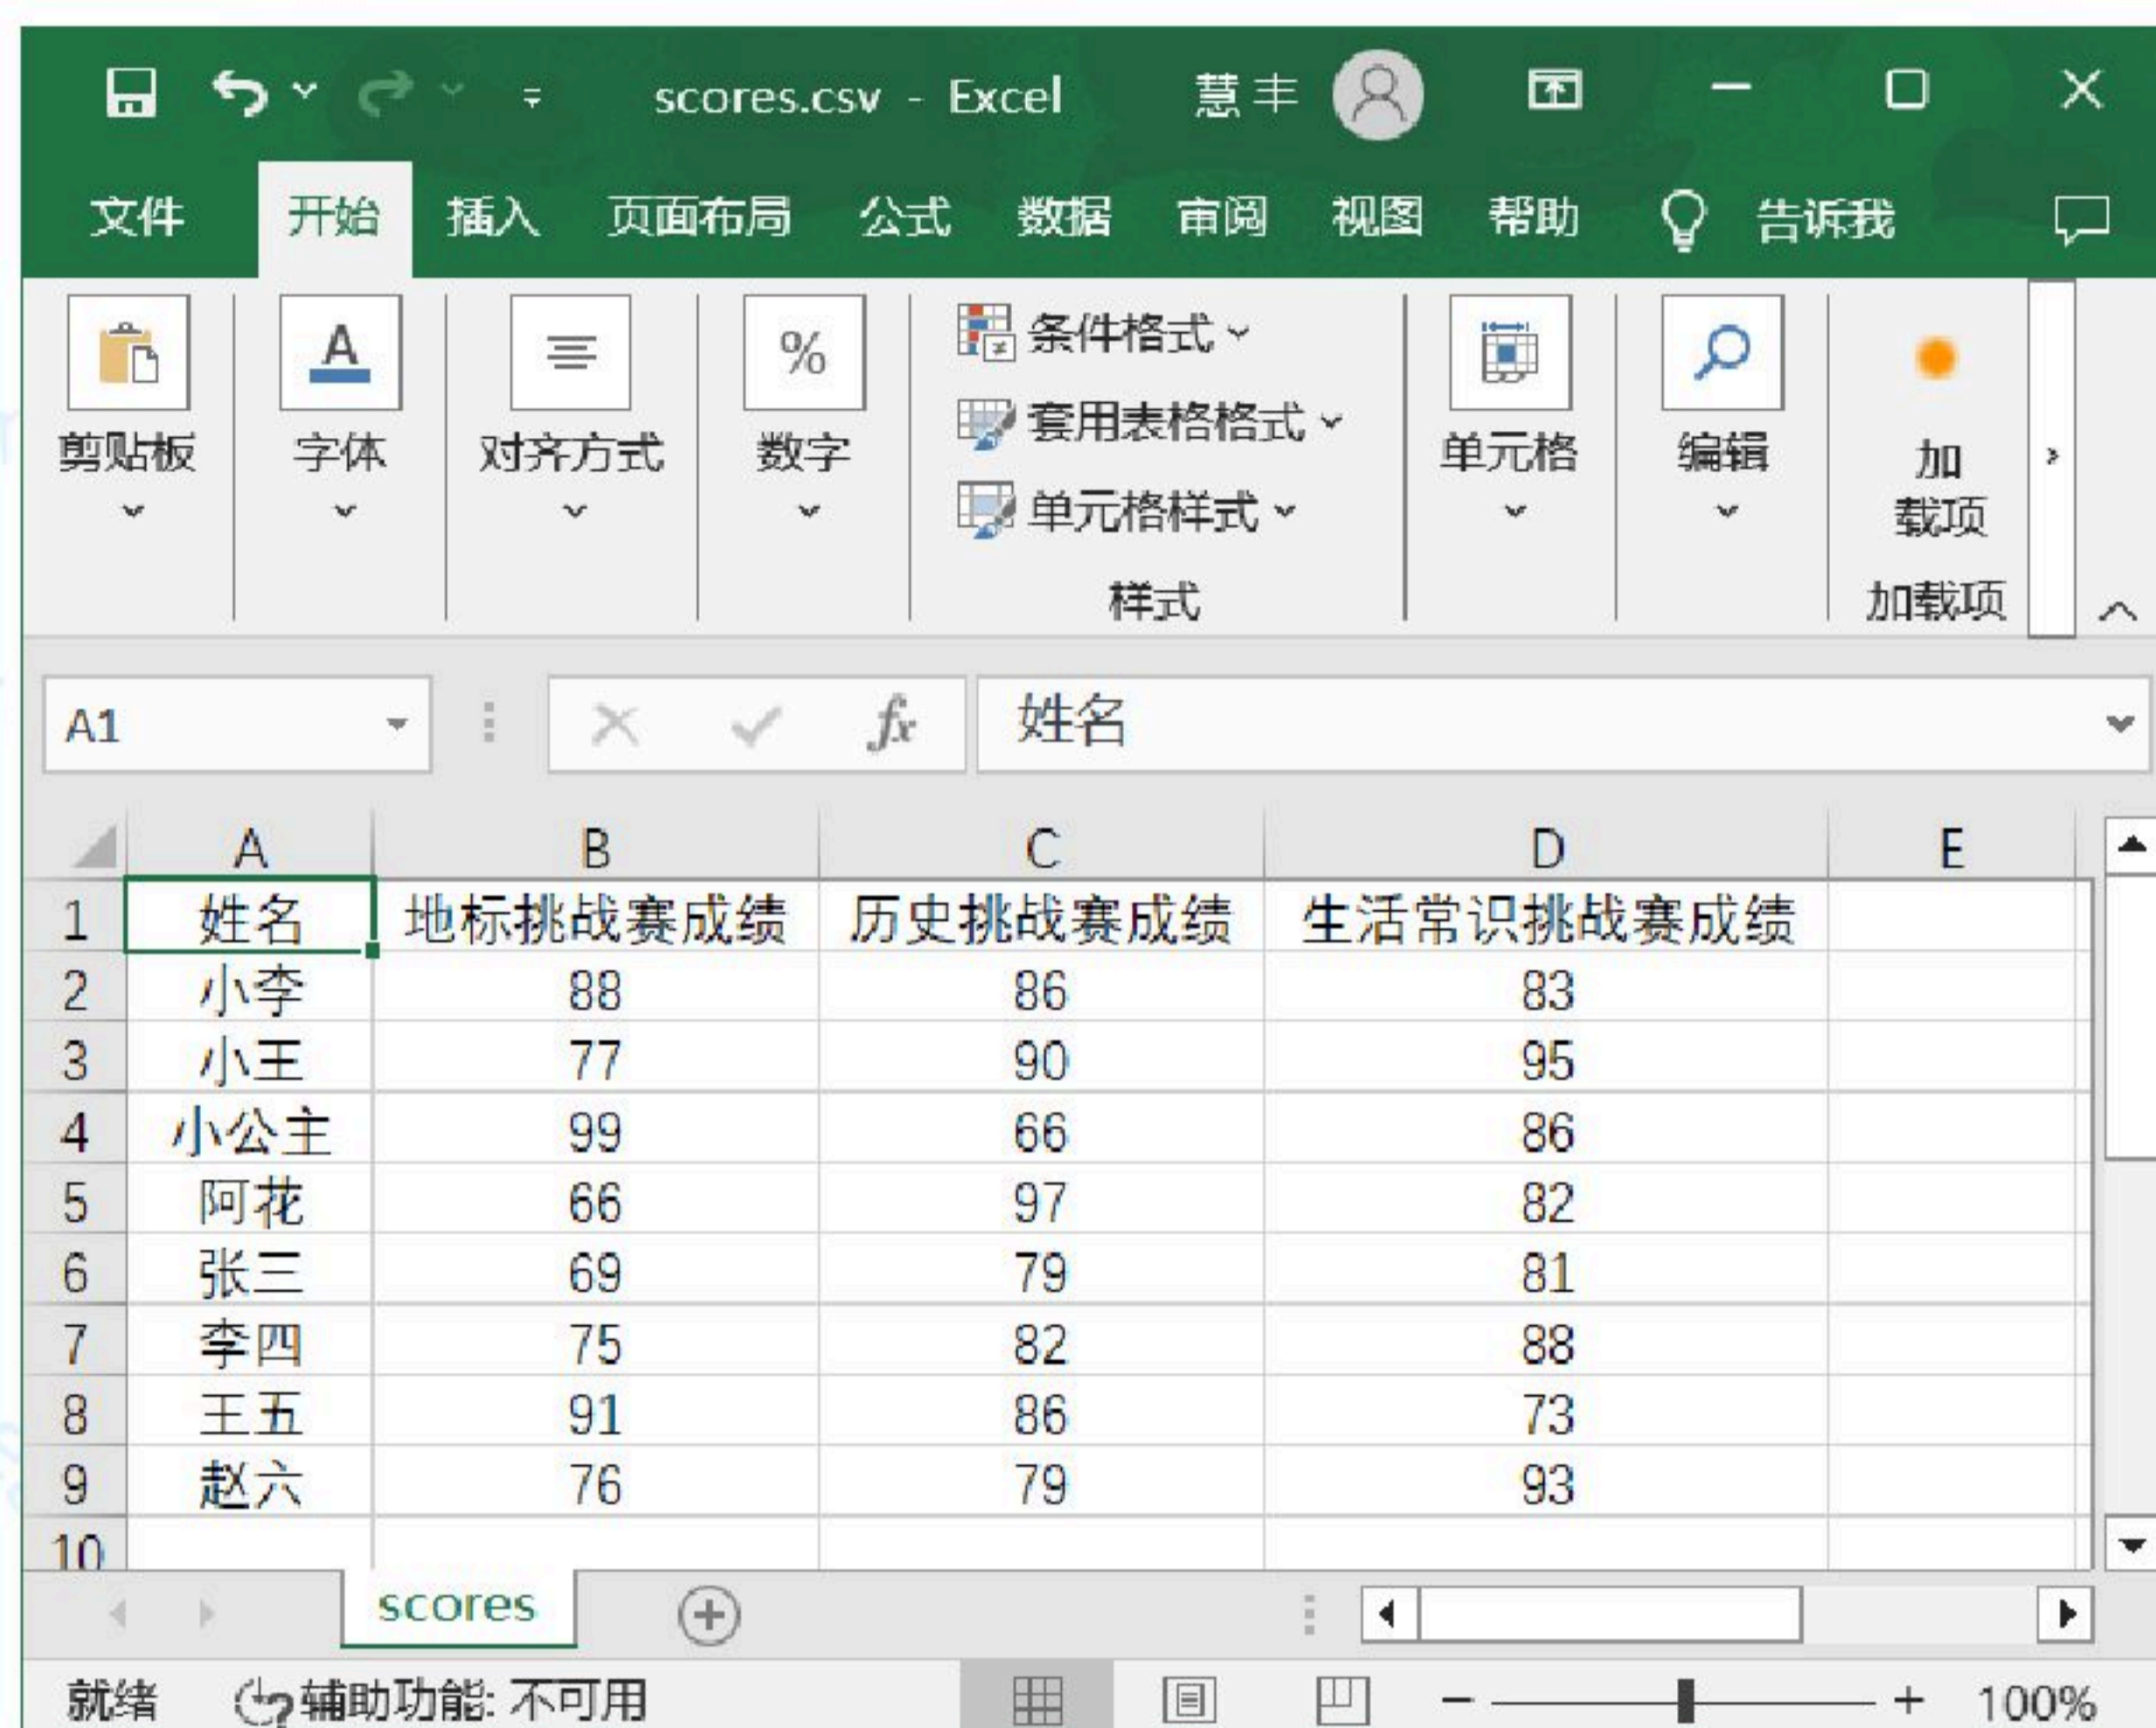 scores.csv - Excel 慧丰
文件 开始 插入 页面布局 公式 数据 审阅 视图 帮助 告诉我
剪贴板 字体 对齐方式 % 数字 条件格式 单元格 编辑 加
套用表格格式 载项
单元格样式
样式 加载项
A1 fx 姓名
A B C D E
1 姓名 地标挑战赛成绩 历史挑战赛成绩 生活常识挑战赛成绩
2 小李 88 86 83
3 小王 77 90 95
4 小公主 99 66 86
5 阿花 66 97 82
6 张三 69 79 81
7 李四 75 82 88
8 王五 91 86 73
9 赵六 76 79 93
10
scores
就绪 辅助功能: 不可用 100%